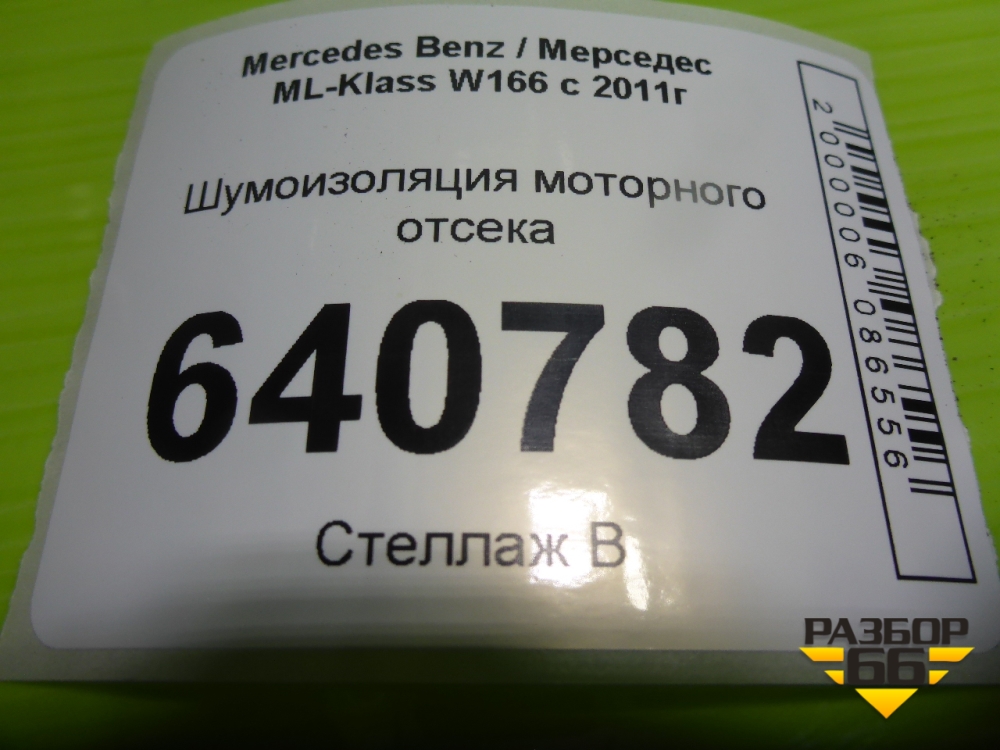 Mercedes Benz / Мерседес
ML-Klass W166 с 2011г
Шумоизоляция моторного
отсека
640782
Стеллаж В
2000006086556
РАЗБОР
66